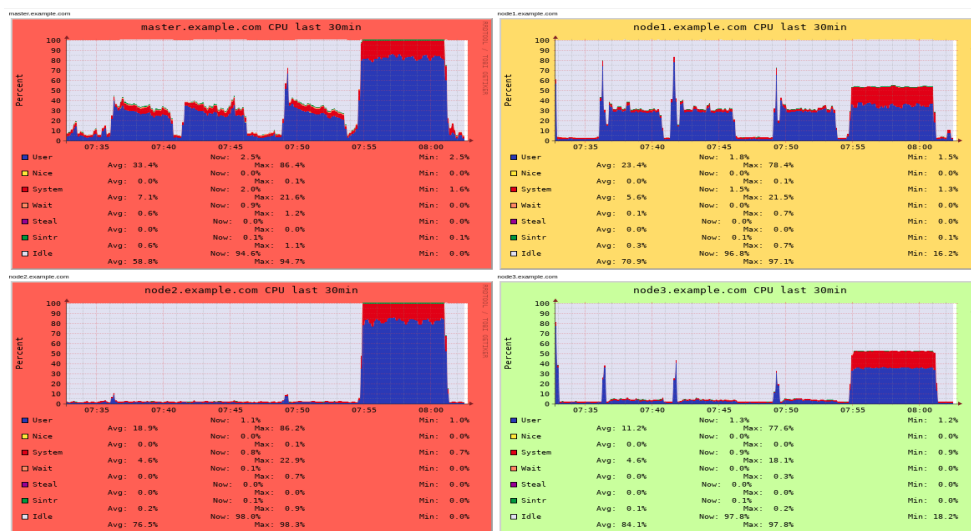 master.example.com
master.example.com CPU last 30min
Percent
100
90
80
70
60
50
40
30
20
10
0
07:35 07:40 07:45 07:50 07:55 08:00
RRDTOOL / TOBI OETIKER
User Avg: 33.4% Now: 2.5% Max: 86.4% Min: 2.5%
Nice Avg: 0.0% Now: 0.0% Max: 0.1% Min: 0.0%
System Avg: 7.1% Now: 2.0% Max: 21.6% Min: 1.6%
Wait Avg: 0.6% Now: 0.9% Max: 1.2% Min: 0.0%
Steal Avg: 0.0% Now: 0.0% Max: 0.0% Min: 0.0%
Sintr Avg: 0.6% Now: 0.1% Max: 1.1% Min: 0.1%
Idle Avg: 58.8% Now: 94.6% Max: 94.7% Min: 0.0%
node1.example.com
node1.example.com CPU last 30min
Percent
100
90
80
70
60
50
40
30
20
10
0
07:35 07:40 07:45 07:50 07:55 08:00
User Avg: 23.4% Now: 1.8% Max: 78.4% Min: 1.5%
Nice Avg: 0.0% Now: 0.0% Max: 0.1% Min: 0.0%
System Avg: 5.6% Now: 1.5% Max: 21.5% Min: 1.3%
Wait Avg: 0.1% Now: 0.0% Max: 0.7% Min: 0.0%
Steal Avg: 0.0% Now: 0.0% Max: 0.0% Min: 0.0%
Sintr Avg: 0.3% Now: 0.1% Max: 0.7% Min: 0.1%
Idle Avg: 70.9% Now: 96.8% Max: 97.1% Min: 16.2%
node2.example.com
node2.example.com CPU last 30min
Percent
100
90
80
70
60
50
40
30
20
10
0
07:35 07:40 07:45 07:50 07:55 08:00
RRDTOOL / TOBI OETIKER
User Avg: 18.9% Now: 1.1% Max: 86.2% Min: 1.0%
Nice Avg: 0.0% Now: 0.0% Max: 0.1% Min: 0.0%
System Avg: 4.6% Now: 0.8% Max: 22.9% Min: 0.7%
Wait Avg: 0.0% Now: 0.1% Max: 0.7% Min: 0.0%
Steal Avg: 0.0% Now: 0.0% Max: 0.0% Min: 0.0%
Sintr Avg: 0.2% Now: 0.1% Max: 0.9% Min: 0.0%
Idle Avg: 76.5% Now: 98.0% Max: 98.3% Min: 0.0%
node3.example.com
node3.example.com CPU last 30min
Percent
100
90
80
70
60
50
40
30
20
10
0
07:35 07:40 07:45 07:50 07:55 08:00
User Avg: 11.2% Now: 1.3% Max: 77.6% Min: 1.2%
Nice Avg: 0.0% Now: 0.0% Max: 0.0% Min: 0.0%
System Avg: 4.6% Now: 0.9% Max: 18.1% Min: 0.9%
Wait Avg: 0.0% Now: 0.0% Max: 0.3% Min: 0.0%
Steal Avg: 0.0% Now: 0.0% Max: 0.0% Min: 0.0%
Sintr Avg: 0.1% Now: 0.1% Max: 0.2% Min: 0.0%
Idle Avg: 84.1% Now: 97.8% Max: 97.8% Min: 18.2%